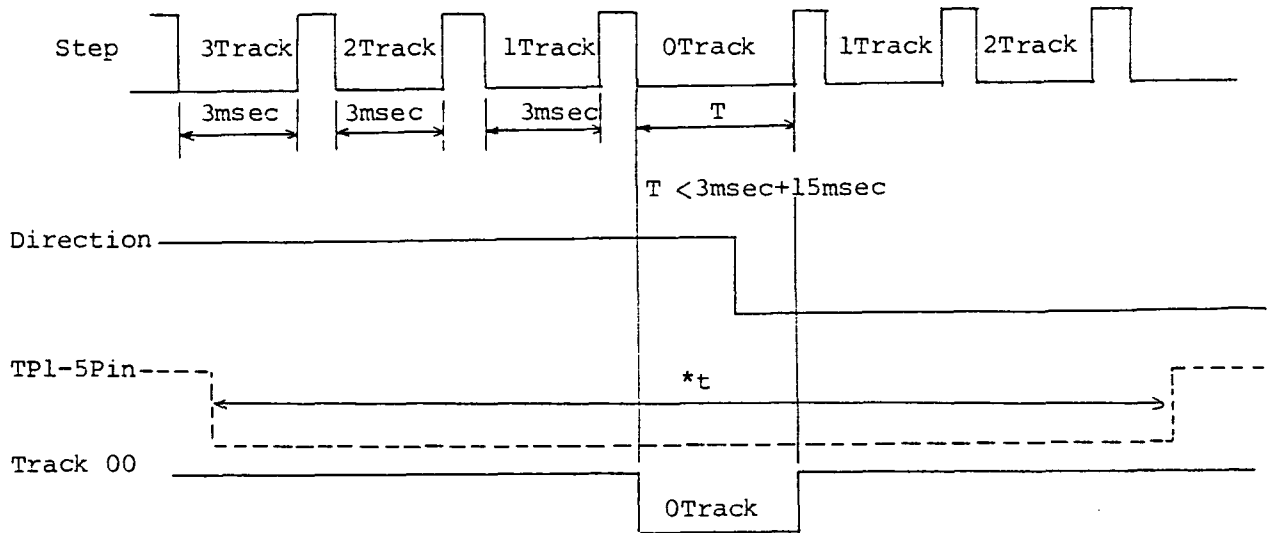 Step 3Track 2Track 1Track 0Track 1Track 2Track
3msec 3msec 3msec T
T <3msec+15msec
Direction
TP1-5Pin
*t
Track 00
0Track